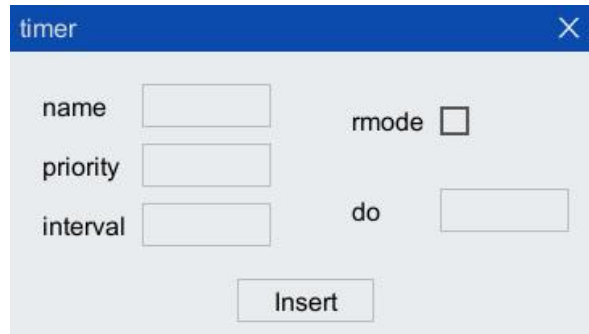 timer
name
rmode
priority
interval
do
Insert